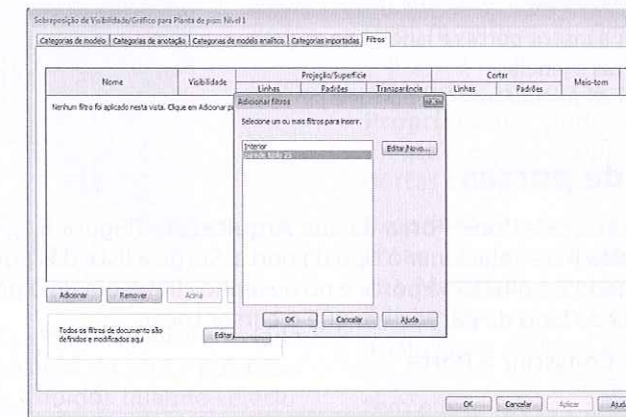 Sobreposição de Visibilidade/Gráfico para Planta de piso: Nível 1
Categorias de modelo | Categorias de anotação | Categorias de modelo analítico | Categorias importadas | Filtros
Nome Visibilidade Projeção/Superfície Cortar Meio-tom
Linhas Padrões Transparência Linhas Padrões
Nenhum filtro foi aplicado nesta vista. Clique em Adicionar
Adicionar filtros
Selecione um ou mais filtros para inserir.
Interior
Editar/Novo...
Adicionar Remover Acima
OK Cancelar Ajuda
Todos os filtros de documento são
definidos e modificados aqui
Editar
OK Cancelar Aplicar Ajud